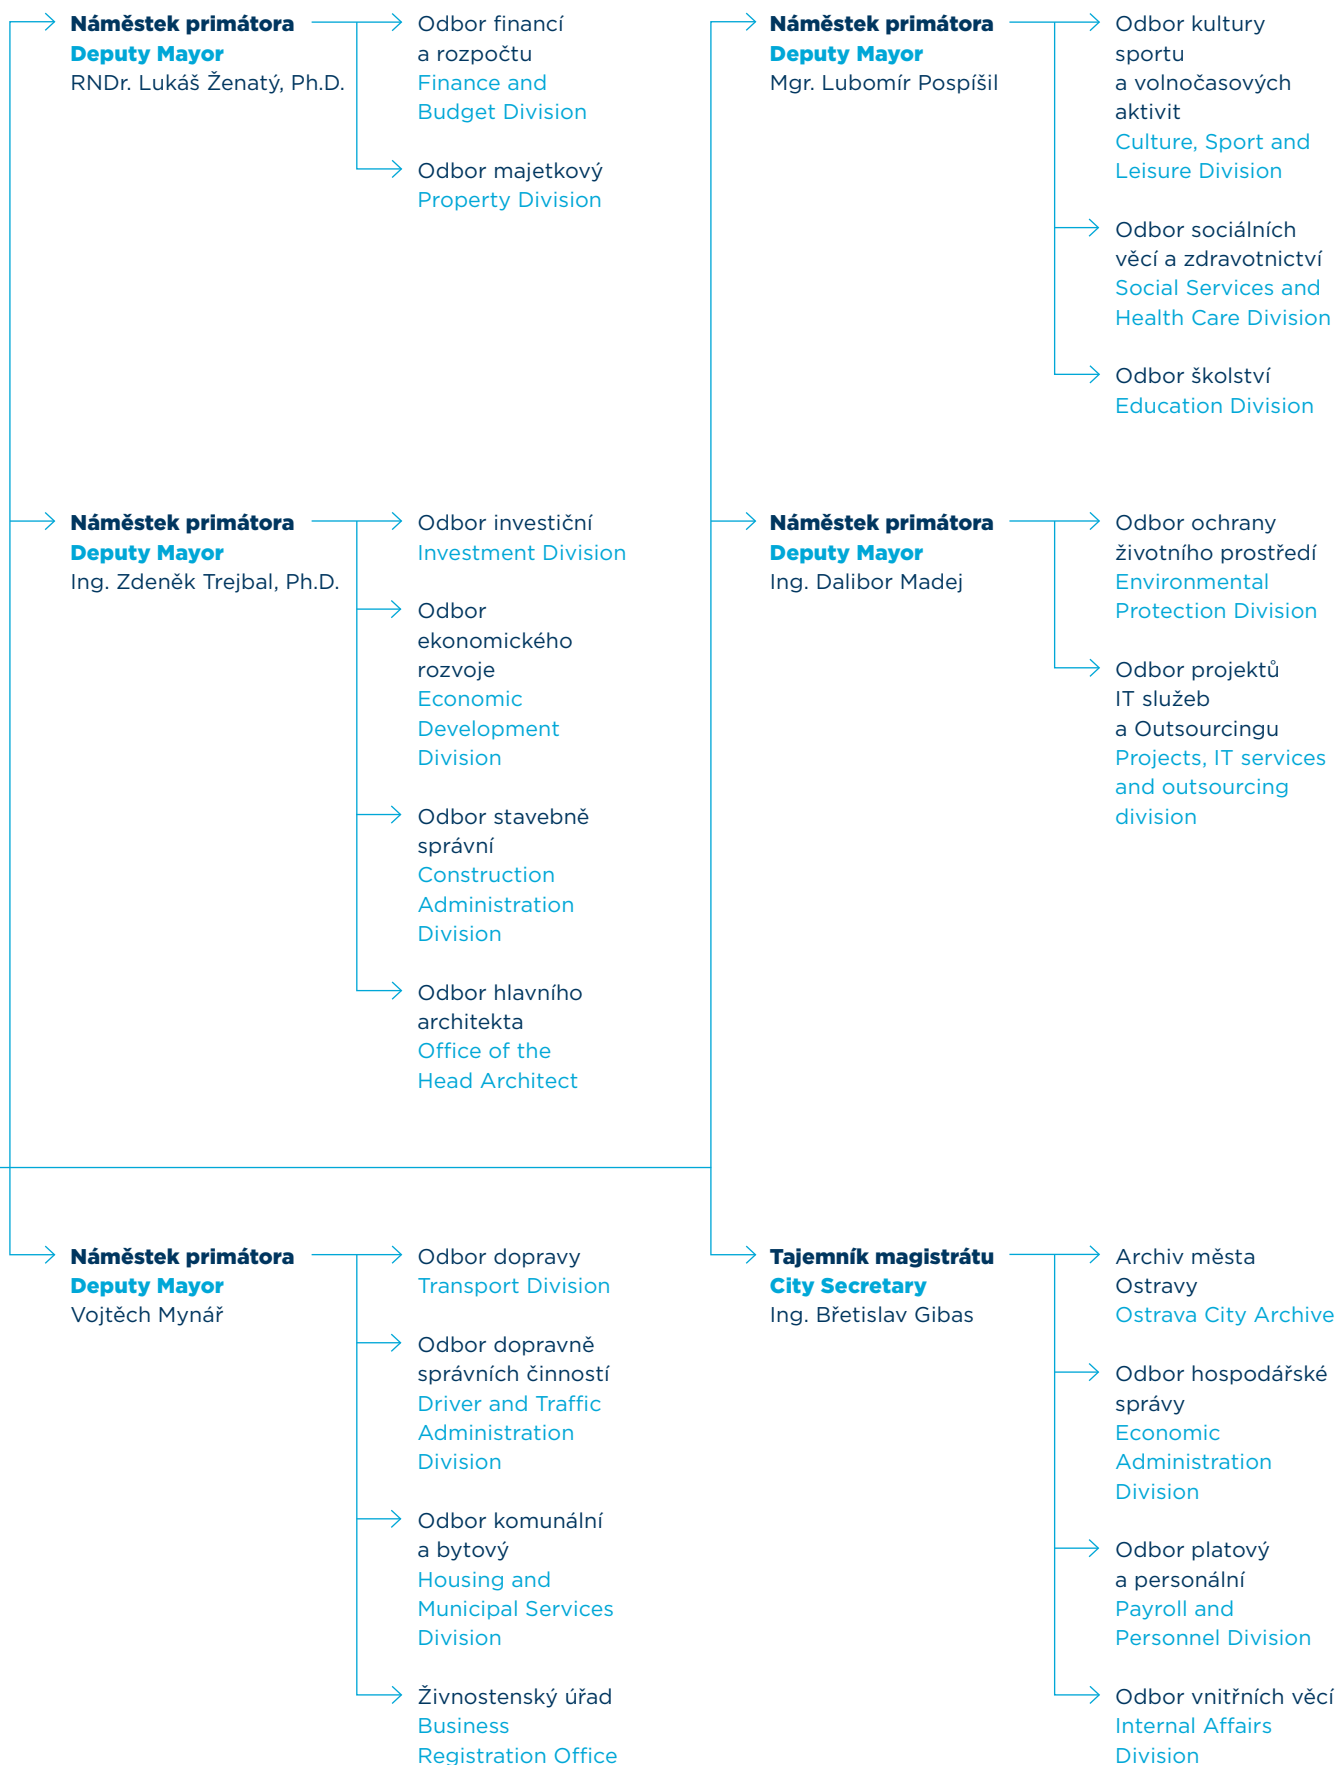 Náměstek primátora
Deputy Mayor
RNDr. Lukáš Ženatý, Ph.D.
Odbor financí
a rozpočtu
Finance and
Budget Division
Odbor majetkový
Property Division
Náměstek primátora
Deputy Mayor
Ing. Zdeněk Trejbal, Ph.D.
Odbor investiční
Investment Division
Odbor
ekonomického
rozvoje
Economic
Development
Division
Odbor stavebně
správní
Construction
Administration
Division
Odbor hlavního
architekta
Office of the
Head Architect
Náměstek primátora
Deputy Mayor
Vojtěch Mynář
Odbor dopravy
Transport Division
Odbor dopravně
správních činností
Driver and Traffic
Administration
Division
Odbor komunální
a bytový
Housing and
Municipal Services
Division
Živnostenský úřad
Business
Registration Office
Náměstek primátora
Deputy Mayor
Mgr. Lubomír Pospíšil
Odbor kultury
sportu
a volnočasových
aktivit
Culture, Sport and
Leisure Division
Odbor sociálních
věcí a zdravotnictví
Social Services and
Health Care Division
Odbor školství
Education Division
Náměstek primátora
Deputy Mayor
Ing. Dalibor Madej
Odbor ochrany
životního prostředí
Environmental
Protection Division
Odbor projektů
IT služeb
a Outsourcingu
Projects, IT services
and outsourcing
division
Tajemník magistrátu
City Secretary
Ing. Břetislav Gibas
Archiv města
Ostravy
Ostrava City Archive
Odbor hospodářské
správy
Economic
Administration
Division
Odbor platový
a personální
Payroll and
Personnel Division
Odbor vnitřních věcí
Internal Affairs
Division